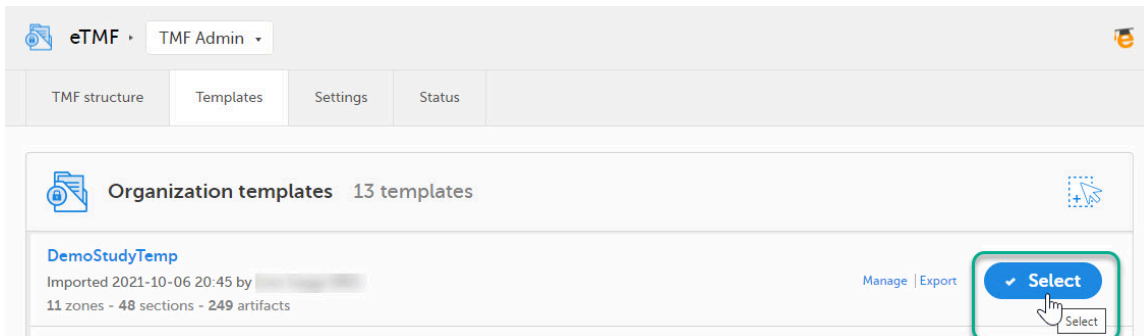 eTMF TMF Admin
TMF structure Templates Settings Status
Organization templates 13 templates
DemoStudyTemp
Imported 2021-10-06 20:45 by
Manage | Export
Select
11 zones - 48 sections - 249 artifacts
Select